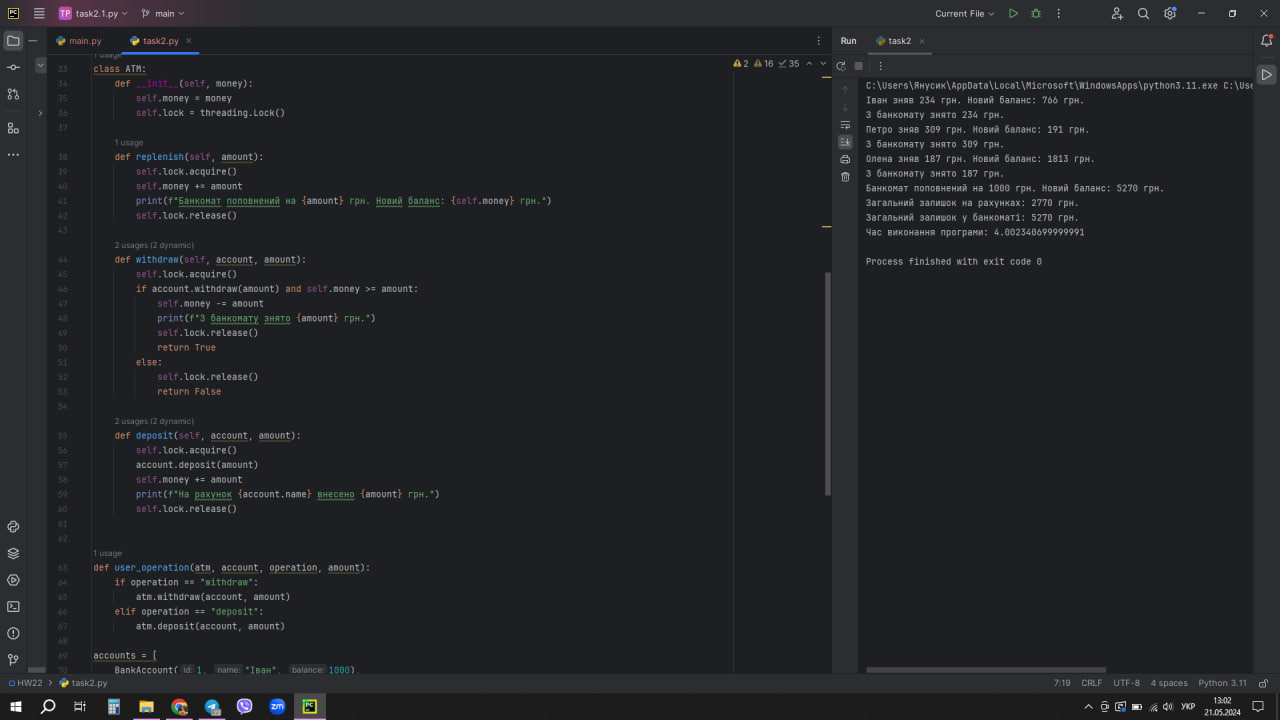 PC TP task2.1.py main Current File
main.py task2.py Run task2
2 16 35
1 usage
33 class ATM:
34 def __init__(self, money):
35 self.money = money
36 self.lock = threading.Lock()
37
1 usage
38 def replenish(self, amount):
39 self.lock.acquire()
40 self.money += amount
41 print(f"Банкомат поповнений на {amount} грн. Новий баланс: {self.money} грн.")
42 self.lock.release()
43
2 usages (2 dynamic)
44 def withdraw(self, account, amount):
45 self.lock.acquire()
46 if account.withdraw(amount) and self.money >= amount:
47 self.money -= amount
48 print(f"З банкомату знято {amount} грн.")
49 self.lock.release()
50 return True
51 else:
52 self.lock.release()
53 return False
54
2 usages (2 dynamic)
55 def deposit(self, account, amount):
56 self.lock.acquire()
57 account.deposit(amount)
58 self.money += amount
59 print(f"На рахунок {account.name} внесено {amount} грн.")
60 self.lock.release()
61
62
1 usage
63 def user_operation(atm, account, operation, amount):
64 if operation == "withdraw":
65 atm.withdraw(account, amount)
66 elif operation == "deposit":
67 atm.deposit(account, amount)
68
69 accounts = [
70 BankAccount( id: 1, name: "Іван", balance: 1000),
C:\Users\Янусик\AppData\Local\Microsoft\WindowsApps\python3.11.exe C:\Use
Іван зняв 234 грн. Новий баланс: 766 грн.
З банкомату знято 234 грн.
Петро зняв 309 грн. Новий баланс: 191 грн.
З банкомату знято 309 грн.
Олена зняв 187 грн. Новий баланс: 1813 грн.
З банкомату знято 187 грн.
Банкомат поповнений на 1000 грн. Новий баланс: 5270 грн.
Загальний залишок на рахунках: 2770 грн.
Загальний залишок у банкоматі: 5270 грн.
Час виконання програми: 4.002340699999991
Process finished with exit code 0
HW22 task2.py 7:19 CRLF UTF-8 4 spaces Python 3.11
zm PC УКР 13:02
21.05.2024